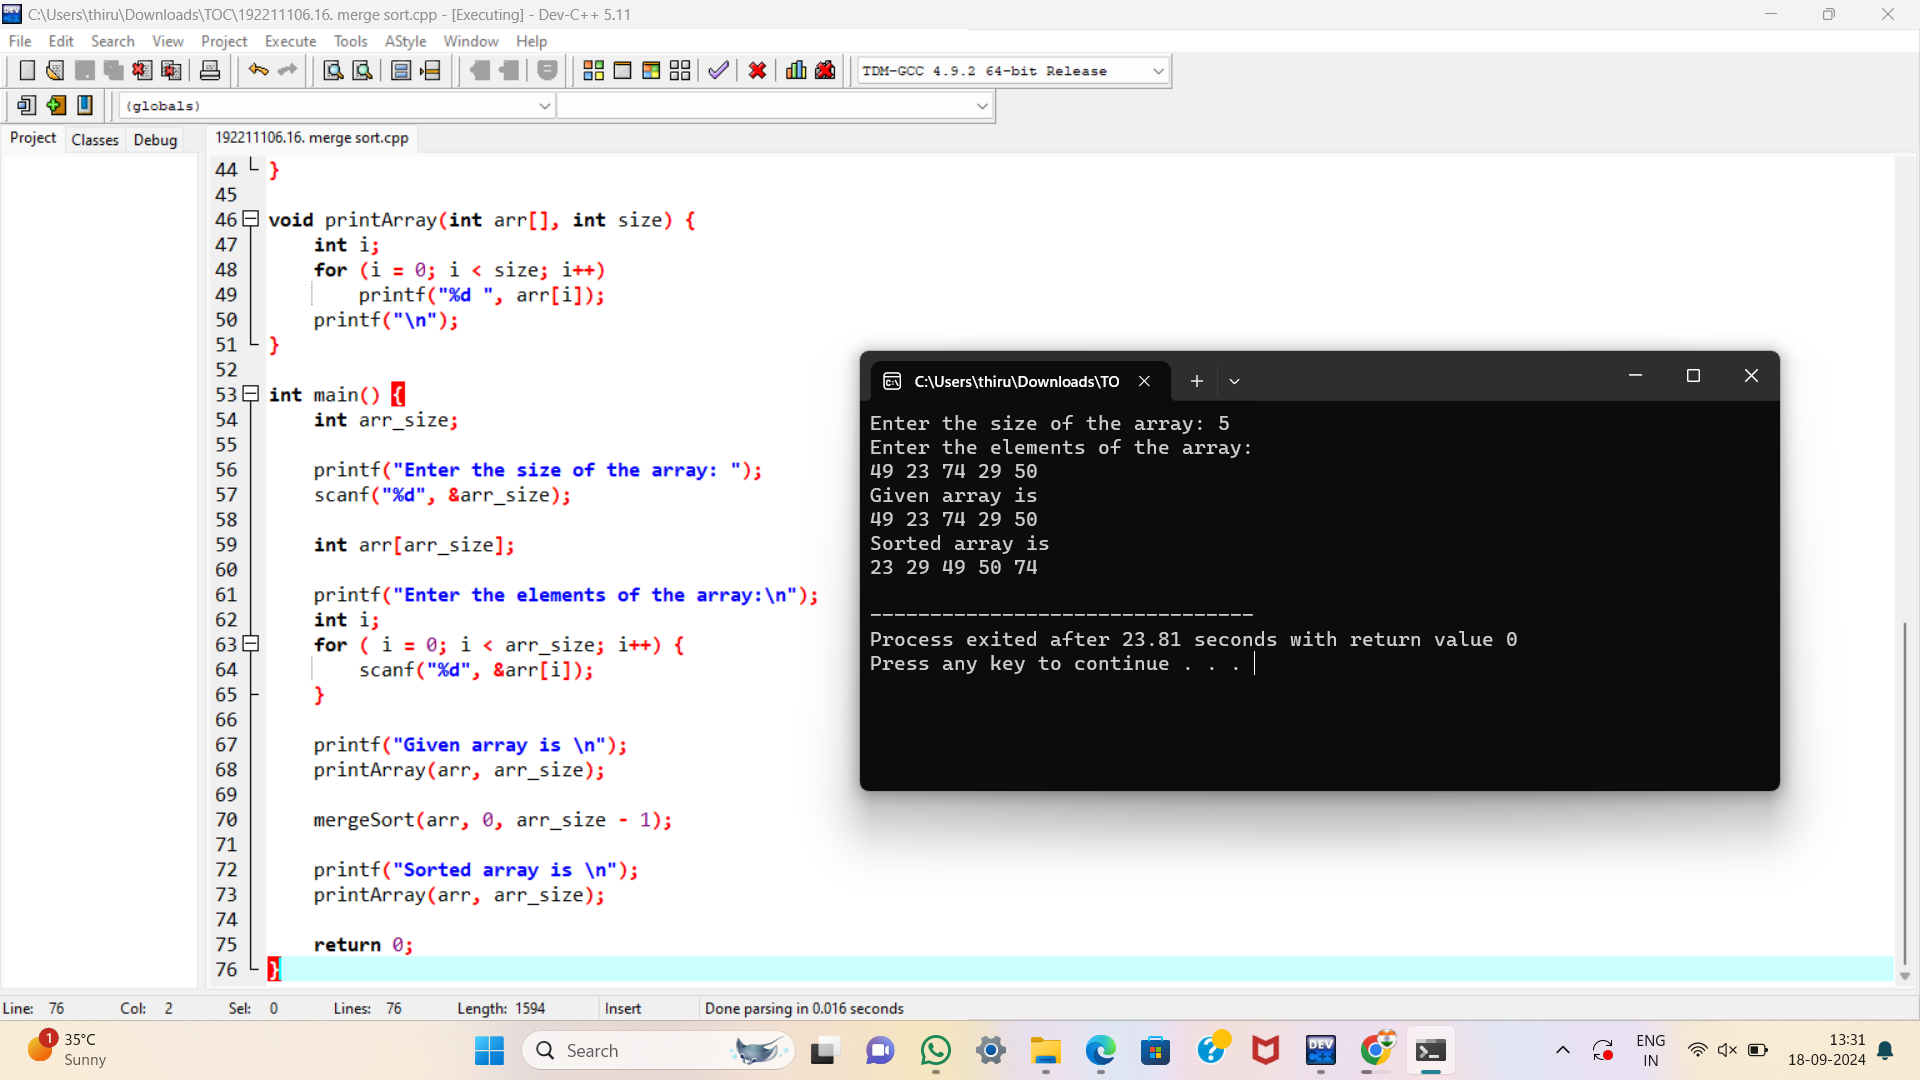 C:\Users\thiru\Downloads\TOC\192211106.16. merge sort.cpp - [Executing] - Dev-C++ 5.11
File Edit Search View Project Execute Tools AStyle Window Help
TDM-GCC 4.9.2 64-bit Release
(globals)
Project Classes Debug
192211106.16. merge sort.cpp
44 }
45
46 void printArray(int arr[], int size) {
47     int i;
48     for (i = 0; i < size; i++)
49         printf("%d ", arr[i]);
50     printf("\n");
51 }
52
53 int main() {
54     int arr_size;
55
56     printf("Enter the size of the array: ");
57     scanf("%d", &arr_size);
58
59     int arr[arr_size];
60
61     printf("Enter the elements of the array:\n");
62     int i;
63     for ( i = 0; i < arr_size; i++) {
64         scanf("%d", &arr[i]);
65     }
66
67     printf("Given array is \n");
68     printArray(arr, arr_size);
69
70     mergeSort(arr, 0, arr_size - 1);
71
72     printf("Sorted array is \n");
73     printArray(arr, arr_size);
74
75     return 0;
76 }
C:\Users\thiru\Downloads\TO
Enter the size of the array: 5
Enter the elements of the array:
49 23 74 29 50
Given array is
49 23 74 29 50
Sorted array is
23 29 49 50 74
--------------------------------
Process exited after 23.81 seconds with return value 0
Press any key to continue . . .
Line: 76 Col: 2 Sel: 0 Lines: 76 Length: 1594 Insert Done parsing in 0.016 seconds
1
35°C
Sunny
Search
DEV
ENG
IN
13:31
18-09-2024